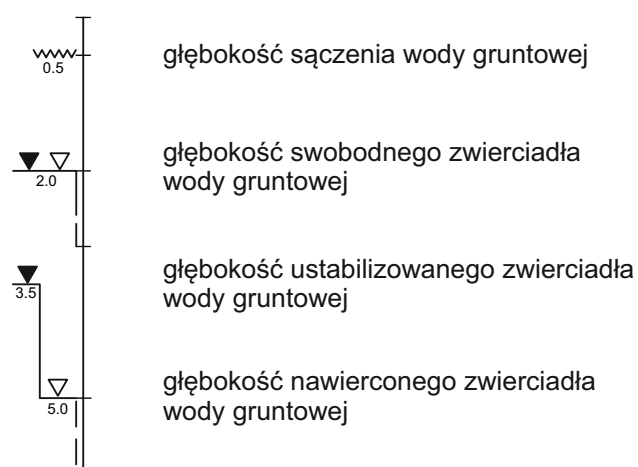 głębokość sączenia wody gruntowej
0.5
głębokość swobodnego zwierciadła
wody gruntowej
2.0
głębokość ustabilizowanego zwierciadła
wody gruntowej
3.5
głębokość nawierconego zwierciadła
wody gruntowej
5.0